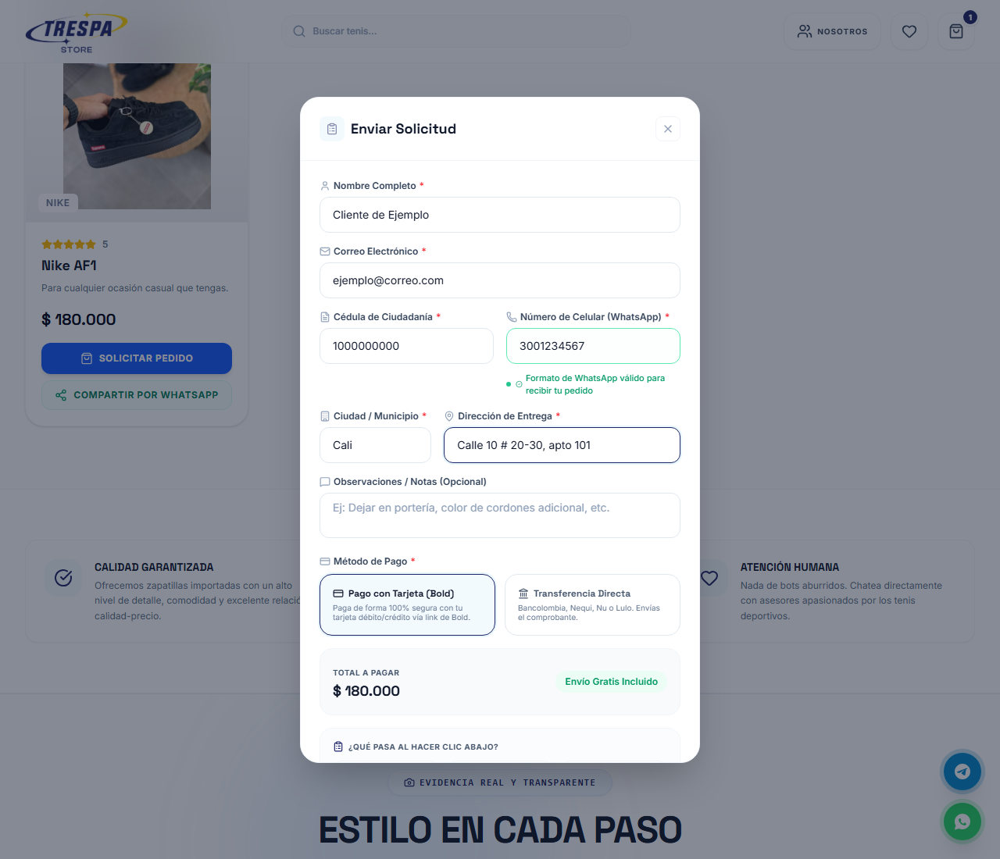 TRESPA
STORE
Buscar tenis...
NOSOTROS
1
NIKE
5
Nike AF1
Para cualquier ocasión casual que tengas.
$ 180.000
SOLICITAR PEDIDO
COMPARTIR POR WHATSAPP
Enviar Solicitud
Nombre Completo *
Cliente de Ejemplo
Correo Electrónico *
ejemplo@correo.com
Cédula de Ciudadanía *
1000000000
Número de Celular (WhatsApp) *
3001234567
Formato de WhatsApp válido para
recibir tu pedido
Ciudad / Municipio *
Cali
Dirección de Entrega *
Calle 10 # 20-30, apto 101
Observaciones / Notas (Opcional)
Ej: Dejar en portería, color de cordones adicional, etc.
Método de Pago *
Pago con Tarjeta (Bold)
Paga de forma 100% segura con tu
tarjeta débito/crédito vía link de Bold.
Transferencia Directa
Bancolombia, Nequi, Nu o Lulo. Envías
el comprobante.
TOTAL A PAGAR
$ 180.000
Envío Gratis Incluido
¿QUÉ PASA AL HACER CLIC ABAJO?
CALIDAD GARANTIZADA
Ofrecemos zapatillas importadas con un alto
nivel de detalle, comodidad y excelente
calidad-precio.
ATENCIÓN HUMANA
Nada de bots aburridos. Chatea directamente
con asesores apasionados por los tenis
deportivos.
EVIDENCIA REAL Y TRANSPARENTE
ESTILO EN CADA PASO